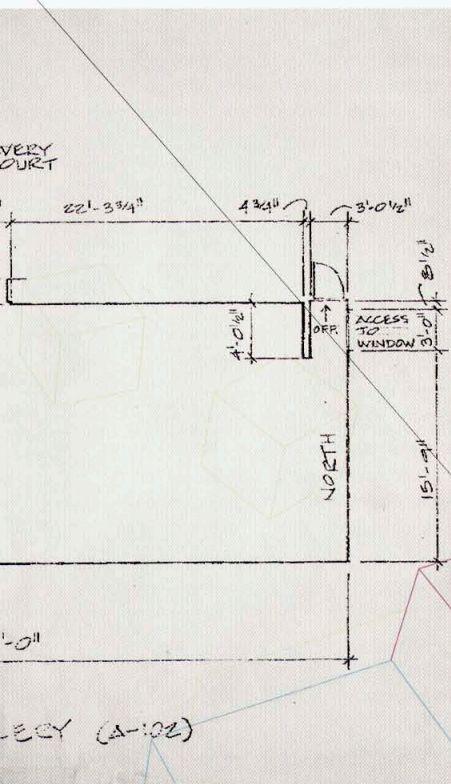 VERY
OURT
22'-3¾"
4¾"
3'-0½"
8½"
4'-0½"
OFF.
ACCESS
TO
WINDOW
3'-0"
NORTH
15'-9"
'-0"
LECY (A-102)